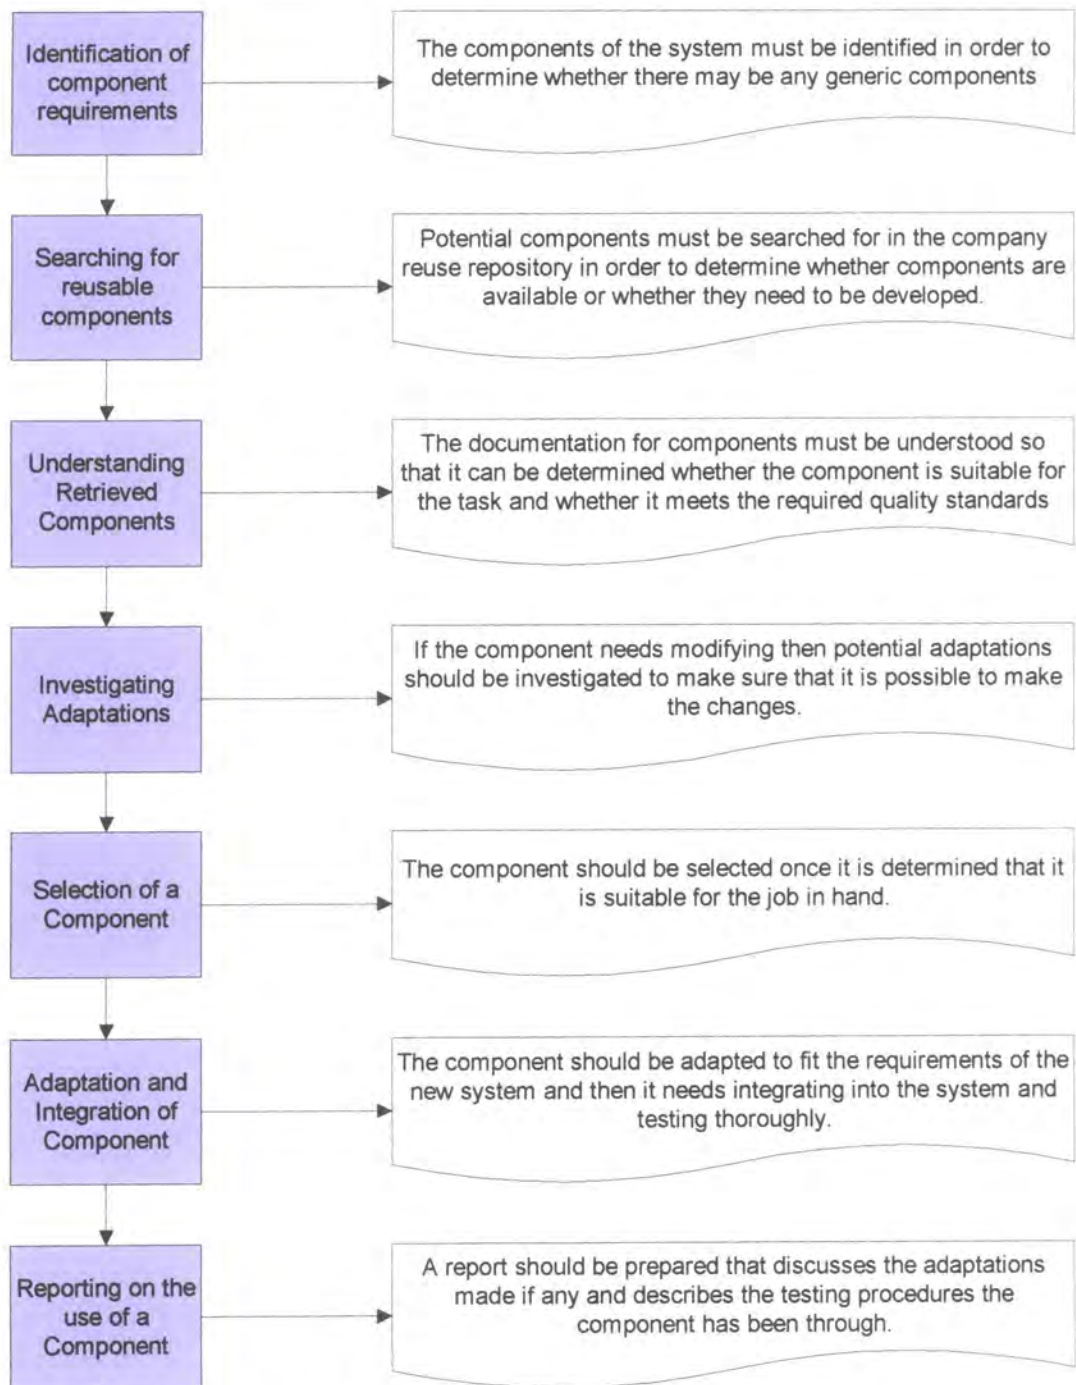 Identification of
component
requirements
The components of the system must be identified in order to
determine whether there may be any generic components
Searching for
reusable
components
Potential components must be searched for in the company
reuse repository in order to determine whether components are
available or whether they need to be developed.
Understanding
Retrieved
Components
The documentation for components must be understood so
that it can be determined whether the component is suitable for
the task and whether it meets the required quality standards
Investigating
Adaptations
If the component needs modifying then potential adaptations
should be investigated to make sure that it is possible to make
the changes.
Selection of a
Component
The component should be selected once it is determined that it
is suitable for the job in hand.
Adaptation and
Integration of
Component
The component should be adapted to fit the requirements of the
new system and then it needs integrating into the system and
testing thoroughly.
Reporting on the
use of a
Component
A report should be prepared that discusses the adaptations
made if any and describes the testing procedures the
component has been through.